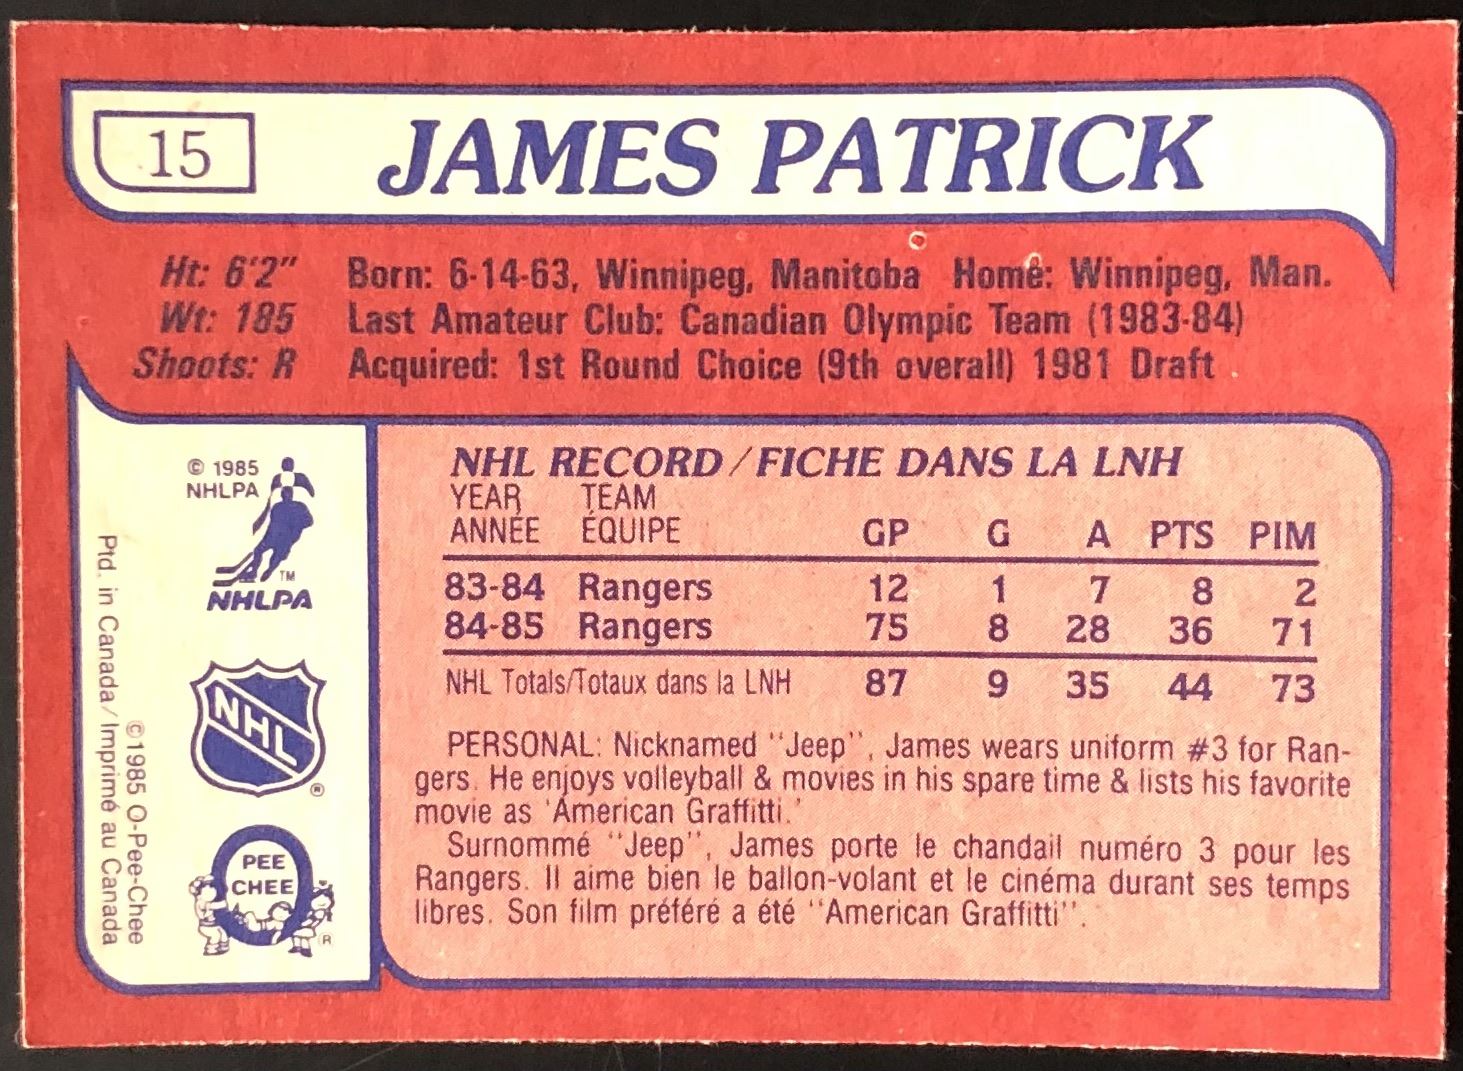 15 JAMES PATRICK
Ht: 6'2" Born: 6-14-63, Winnipeg, Manitoba Home: Winnipeg, Man.
Wt: 185 Last Amateur Club: Canadian Olympic Team (1983-84)
Shoots: R Acquired: 1st Round Choice (9th overall) 1981 Draft
© 1985
NHLPA
TM
NHLPA
NHL
®
PEE
CHEE
®
©1985 O-Pee-Chee
Ptd. in Canada/Imprimé au Canada
NHL RECORD/FICHE DANS LA LNH
YEAR TEAM
ANNÉE ÉQUIPE GP G A PTS PIM
83-84 Rangers 12 1 7 8 2
84-85 Rangers 75 8 28 36 71
NHL Totals/Totaux dans la LNH 87 9 35 44 73
PERSONAL: Nicknamed "Jeep", James wears uniform #3 for Ran-
gers. He enjoys volleyball & movies in his spare time & lists his favorite
movie as 'American Graffitti.'
Surnommé "Jeep", James porte le chandail numéro 3 pour les
Rangers. Il aime bien le ballon-volant et le cinéma durant ses temps
libres. Son film préféré a été "American Graffitti".